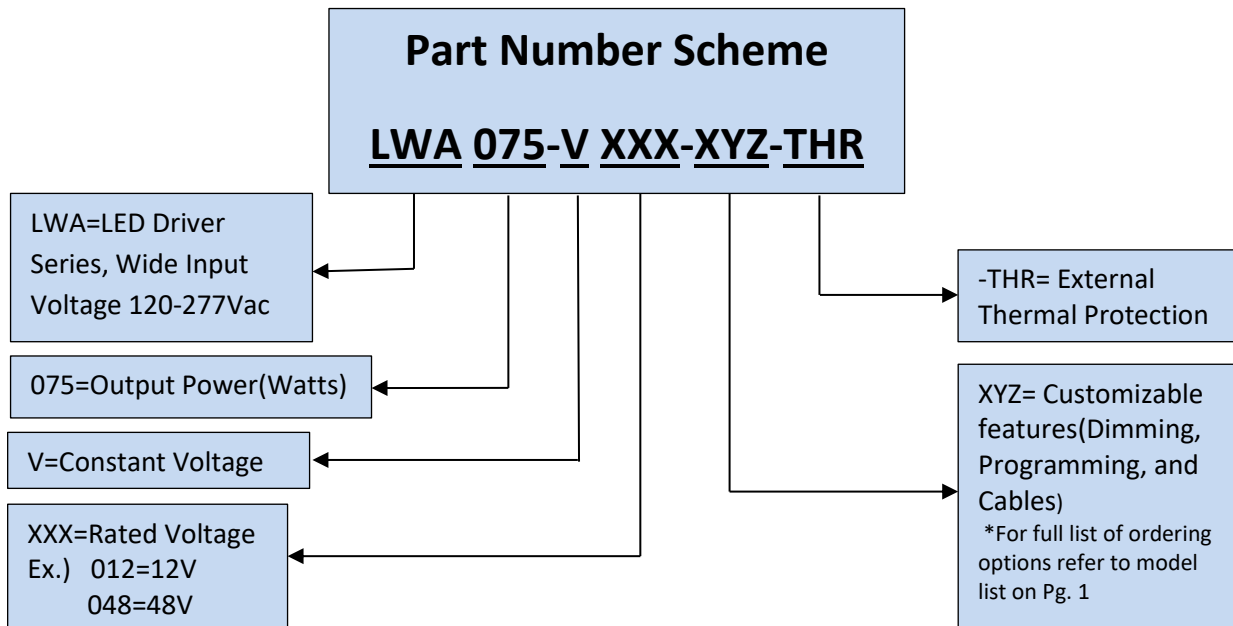 Part Number Scheme
LWA 075-V XXX-XYZ-THR
LWA=LED Driver
Series, Wide Input
Voltage 120-277Vac
075=Output Power(Watts)
V=Constant Voltage
XXX=Rated Voltage
Ex.) 012=12V
048=48V
-THR= External
Thermal Protection
XYZ= Customizable
features(Dimming,
Programming, and
Cables)
*For full list of ordering
options refer to model
list on Pg. 1